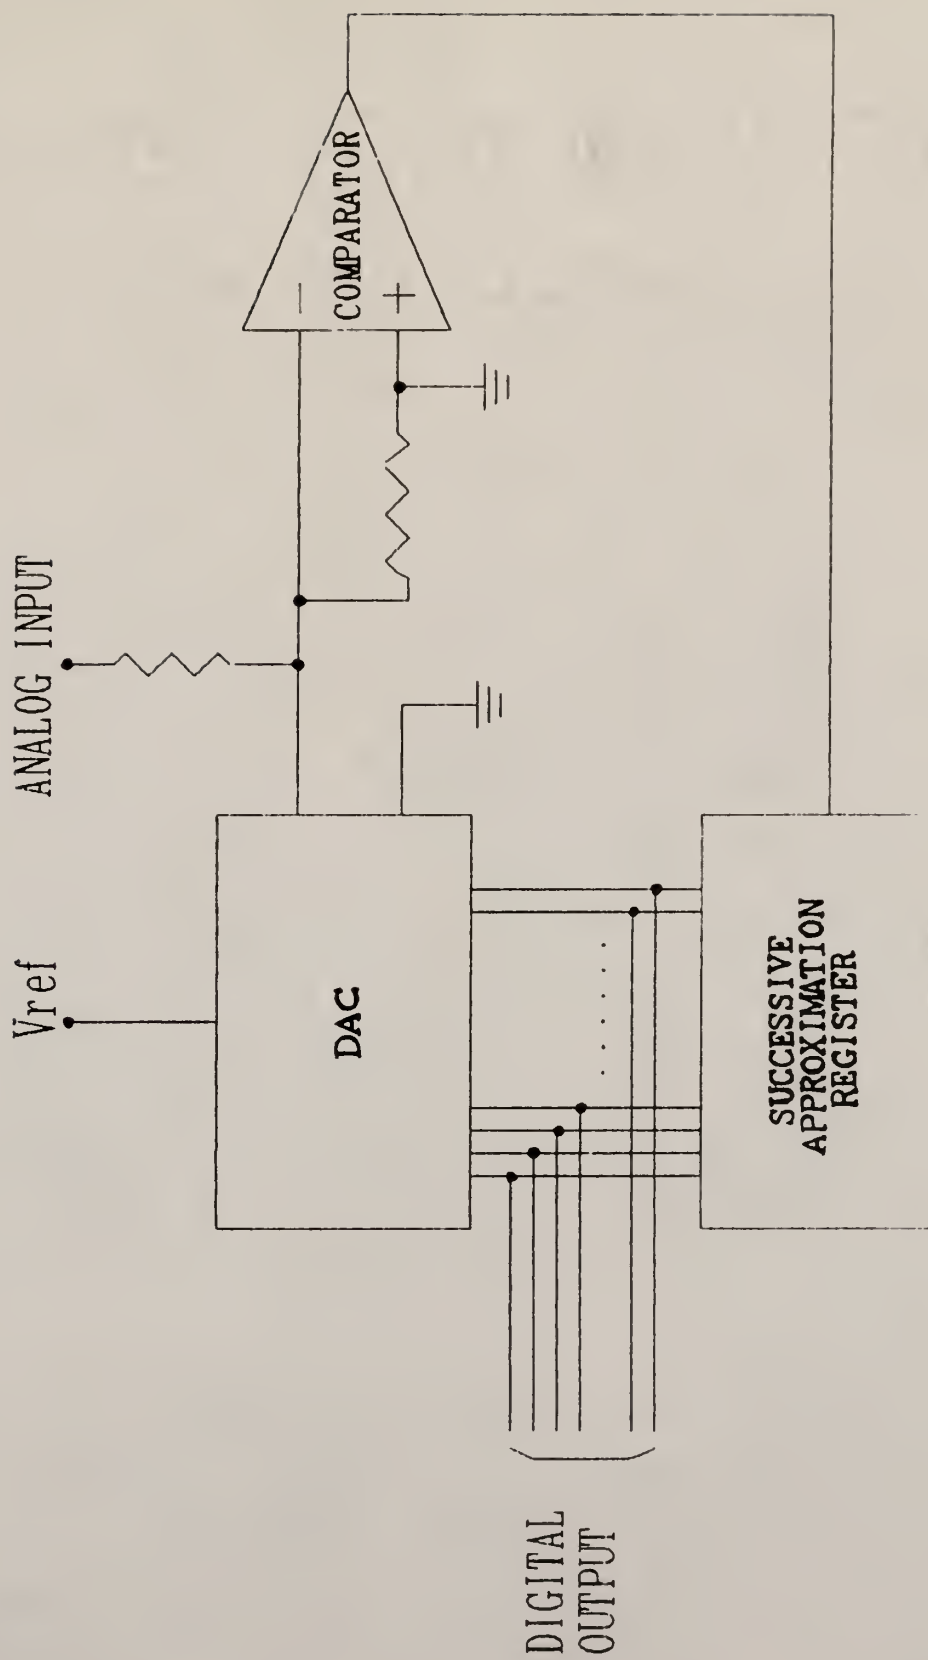 ANALOG INPUT
Vref
COMPARATOR
−
+
DAC
SUCCESSIVE
APPROXIMATION
REGISTER
DIGITAL
OUTPUT